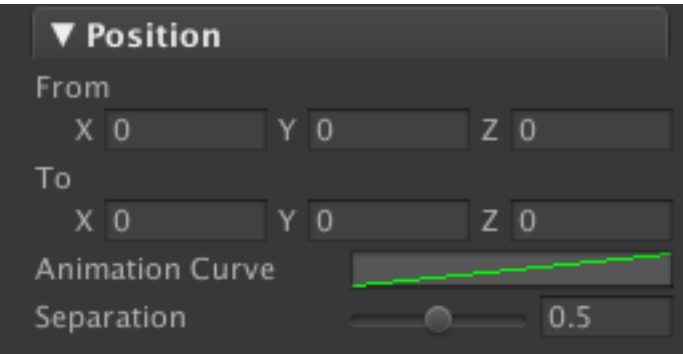 ▼ Position
From
X 0 Y 0 Z 0
To
X 0 Y 0 Z 0
Animation Curve
Separation 0.5